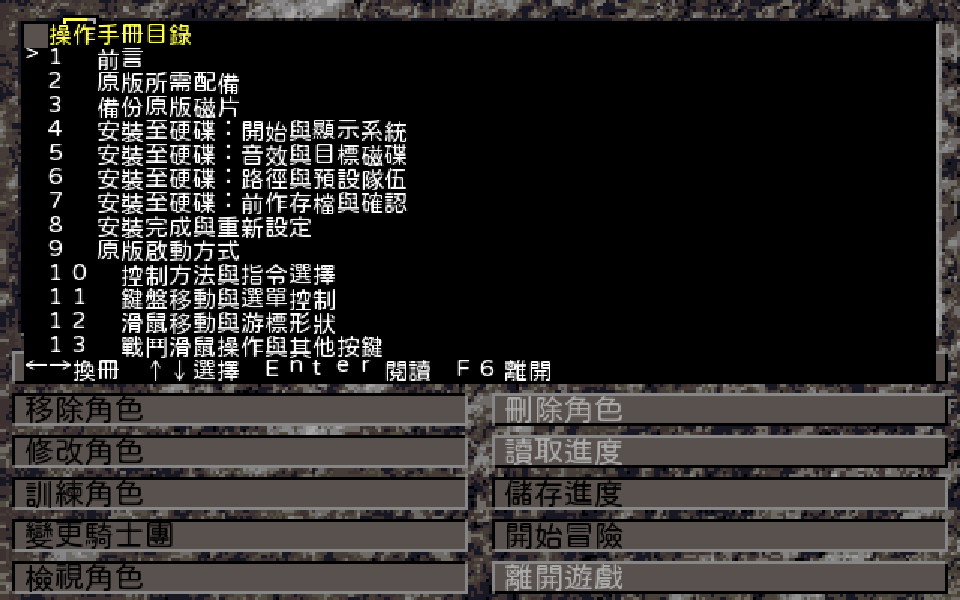 操作手冊目錄
> 1 前言
2 原版所需配備
3 備份原版磁片
4 安裝至硬碟：開始與顯示系統
5 安裝至硬碟：音效與目標磁碟
6 安裝至硬碟：路徑與預設隊伍
7 安裝至硬碟：前作存檔與確認
8 安裝完成與重新設定
9 原版啟動方式
10 控制方法與指令選擇
11 鍵盤移動與選單控制
12 滑鼠移動與游標形狀
13 戰鬥滑鼠操作與其他按鍵
←→換冊 ↑↓選擇 Enter閱讀 F6離開
移除角色 刪除角色
修改角色 讀取進度
訓練角色 儲存進度
變更騎士團 開始冒險
檢視角色 離開遊戲